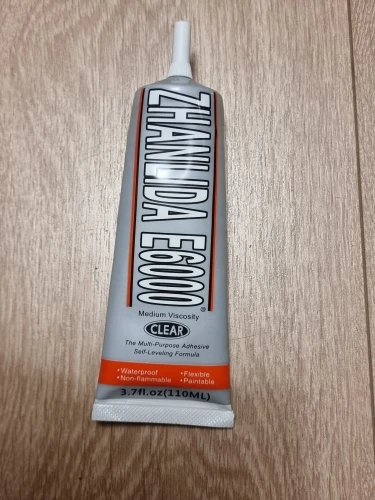 ZHANLIDA E6000®
Medium Viscosity
CLEAR
The Multi-Purpose Adhesive
Self-Leveling Formula
•Waterproof •Flexible
•Non-flammable •Paintable
3.7fl.oz(110ML)